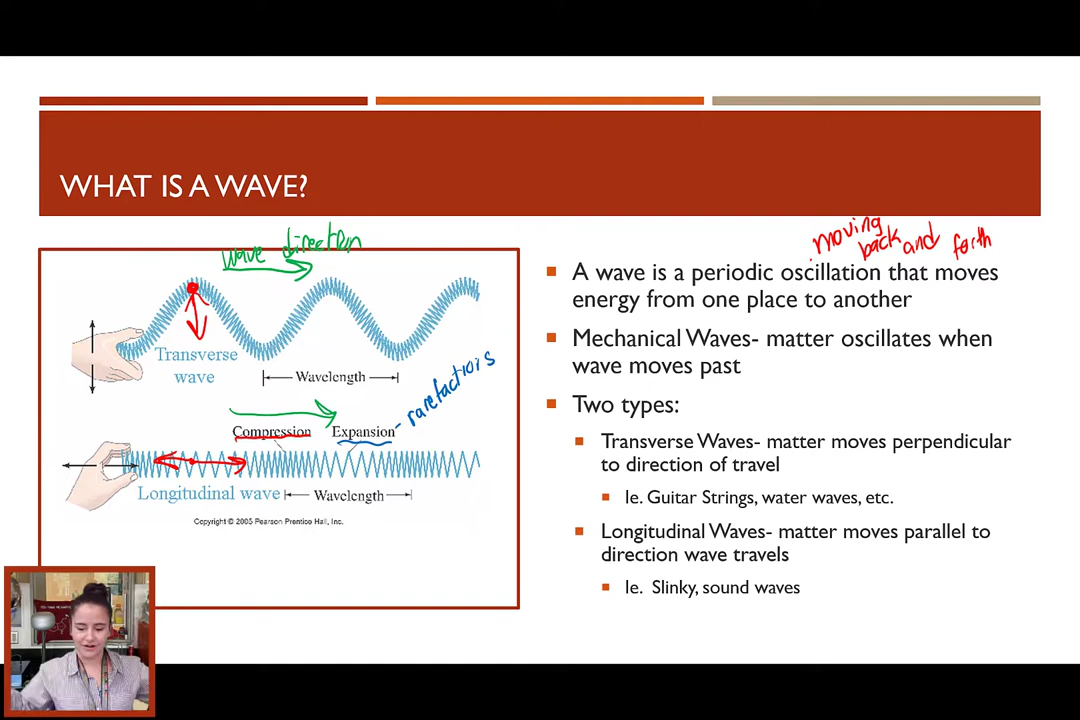 WHAT IS A WAVE?
wave direction
Transverse
wave
Wavelength
rarefactions
Compression
Expansion
Longitudinal wave
Wavelength
Copyright © 2005 Pearson Prentice Hall, Inc.
moving
back and forth
A wave is a periodic oscillation that moves
energy from one place to another
Mechanical Waves- matter oscillates when
wave moves past
Two types:
Transverse Waves- matter moves perpendicular
to direction of travel
Ie. Guitar Strings, water waves, etc.
Longitudinal Waves- matter moves parallel to
direction wave travels
Ie. Slinky, sound waves